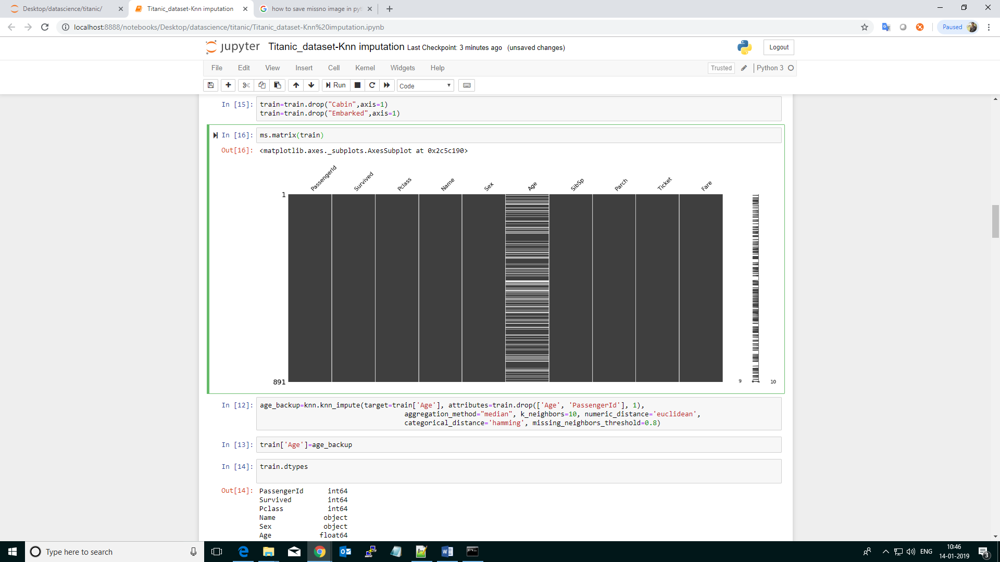 Desktop/datascience/titanic/
Titanic_dataset-Knn imputation
how to save missno image in pyt
localhost:8888/notebooks/Desktop/datascience/titanic/Titanic_dataset-Knn%20imputation.ipynb
Paused
jupyter Titanic_dataset-Knn imputation Last Checkpoint: 3 minutes ago (unsaved changes)
Logout
File Edit View Insert Cell Kernel Widgets Help
Trusted
Python 3
Run
Code
In [15]: train=train.drop("Cabin",axis=1)
train=train.drop("Embarked",axis=1)
In [16]: ms.matrix(train)
Out[16]: <matplotlib.axes._subplots.AxesSubplot at 0x2c5c190>
PassengerId Survived Pclass Name Sex Age SibSp Parch Ticket Fare
1
891
9
10
In [12]: age_backup=knn.knn_impute(target=train['Age'], attributes=train.drop(['Age', 'PassengerId'], 1),
aggregation_method="median", k_neighbors=10, numeric_distance='euclidean',
categorical_distance='hamming', missing_neighbors_threshold=0.8)
In [13]: train['Age']=age_backup
In [14]: train.dtypes
Out[14]: PassengerId int64
Survived int64
Pclass int64
Name object
Sex object
Age float64
Type here to search
ENG
10:46
14-01-2019
3